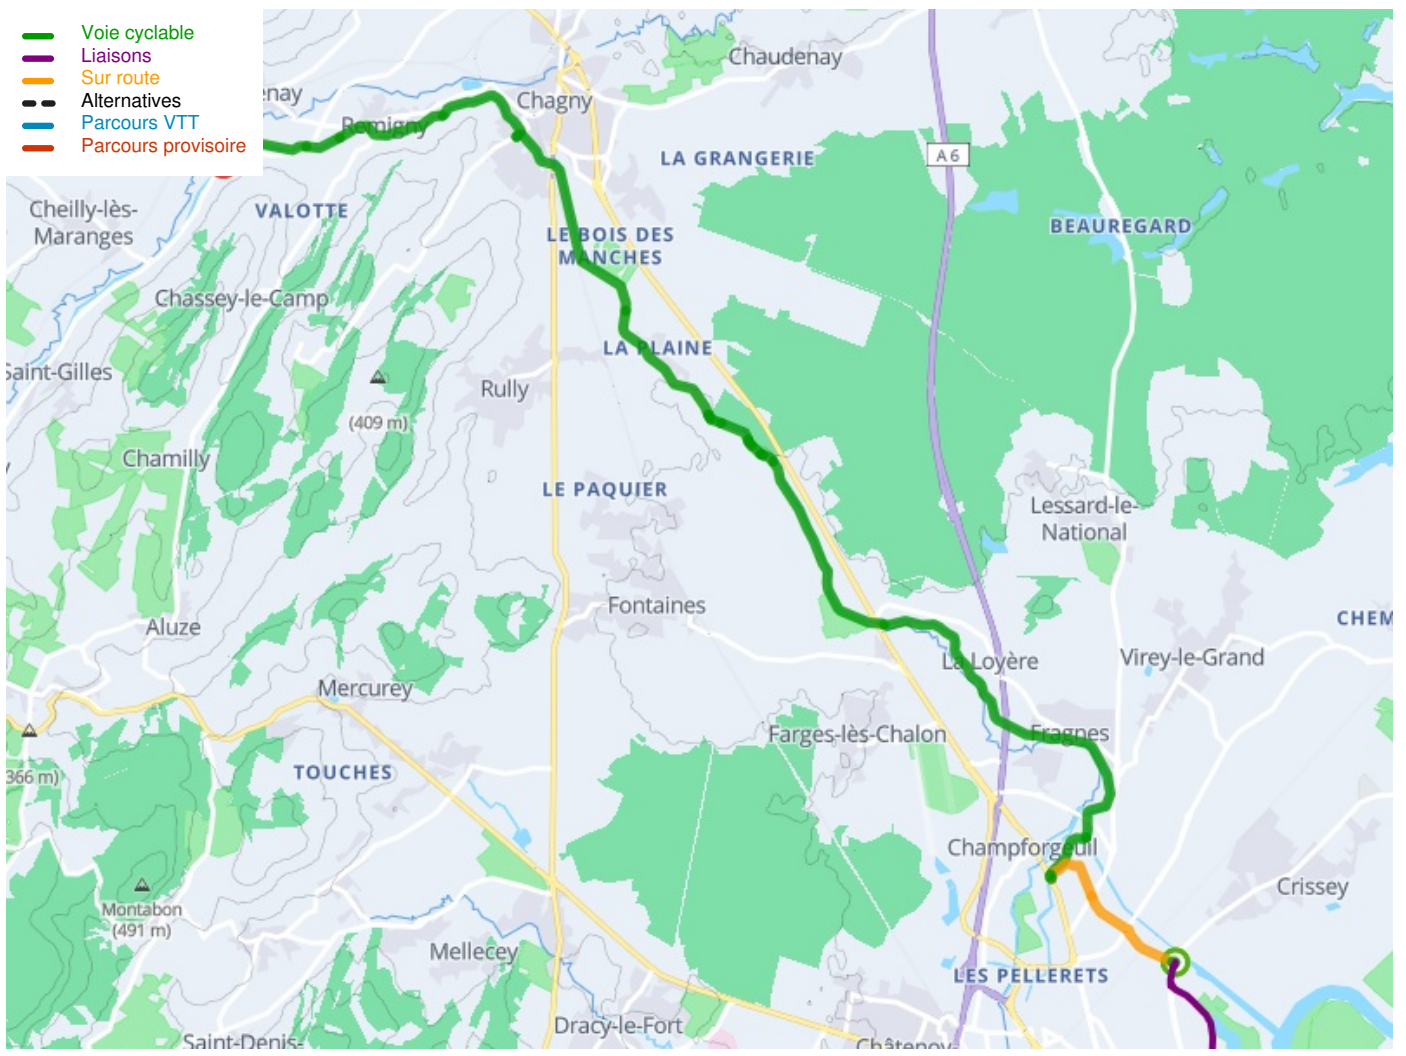 Voie cyclable
Liaisons
Sur route
Alternatives
Parcours VTT
Parcours provisoire
enay
Remigny
Chagny
Chaudenay
A 6
LA GRANGERIE
Cheilly-lès-
Maranges
VALOTTE
BEAUREGARD
LE BOIS DES
MANCHES
Chassey-le-Camp
LA PLAINE
Saint-Gilles
Rully
(409 m)
Chamilly
LE PAQUIER
Lessard-le-
National
Fontaines
Aluze
CHEM
La Loyère
Virey-le-Grand
Mercurey
Farges-lès-Chalon
Fragnes
TOUCHES
366 m)
Champforgeuil
Crissey
Montabon
(491 m)
Mellecey
LES PELLERETS
Dracy-le-Fort
Saint-Denis-
Châtenoy-